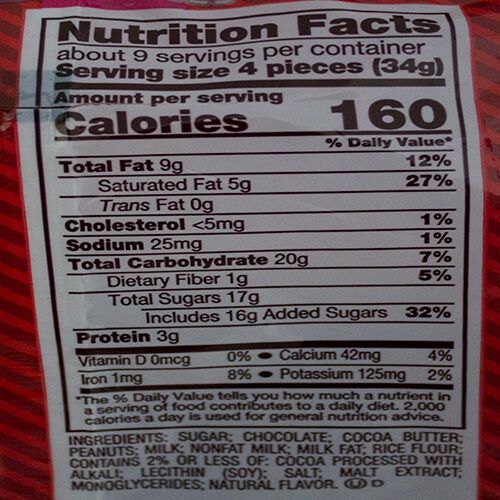 Nutrition Facts
about 9 servings per container
Serving size 4 pieces (34g)
Amount per serving
Calories 160
% Daily Value*
Total Fat 9g 12%
Saturated Fat 5g 27%
Trans Fat 0g
Cholesterol <5mg 1%
Sodium 25mg 1%
Total Carbohydrate 20g 7%
Dietary Fiber 1g 5%
Total Sugars 17g
Includes 16g Added Sugars 32%
Protein 3g
Vitamin D 0mcg 0% • Calcium 42mg 4%
Iron 1mg 8% • Potassium 125mg 2%
*The % Daily Value tells you how much a nutrient in
a serving of food contributes to a daily diet. 2,000
calories a day is used for general nutrition advice.
INGREDIENTS: SUGAR; CHOCOLATE; COCOA BUTTER;
PEANUTS; MILK; NONFAT MILK; MILK FAT; RICE FLOUR;
CONTAINS 2% OR LESS OF: COCOA PROCESSED WITH
ALKALI; LECITHIN (SOY); SALT; MALT EXTRACT;
MONOGLYCERIDES; NATURAL FLAVOR. Ⓤ D